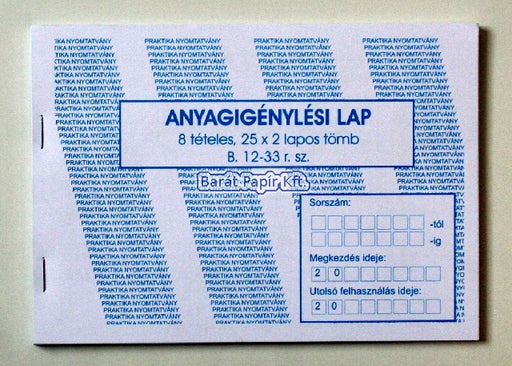 ANYAGIGÉNYLÉSI LAP
8 tételes, 25 x 2 lapos tömb
B. 12-33 r. sz.
Barát Papír Kft.
Sorszám:
-tól
-ig
Megkezdés ideje:
2 0
Utolsó felhasználás ideje:
2 0
PRAKTIKA NYOMTATVÁNY